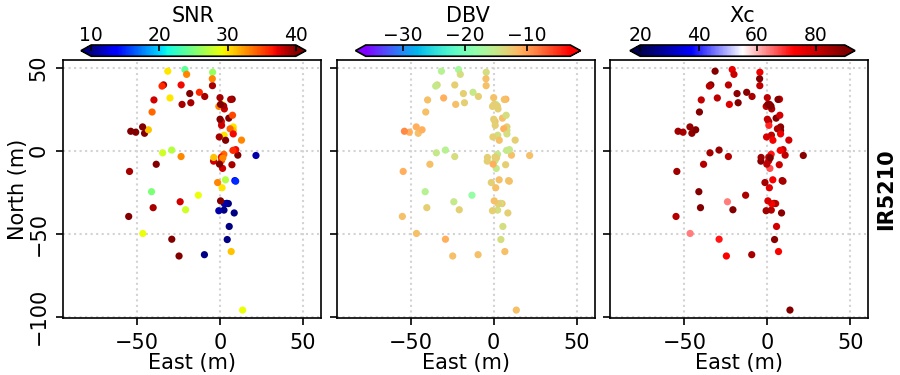 SNR DBV Xc
10 20 30 40 −30 −20 −10 20 40 60 80
50
0
−50
−100
North (m)
IR5210
−50 0 50 −50 0 50 −50 0 50
East (m) East (m) East (m)